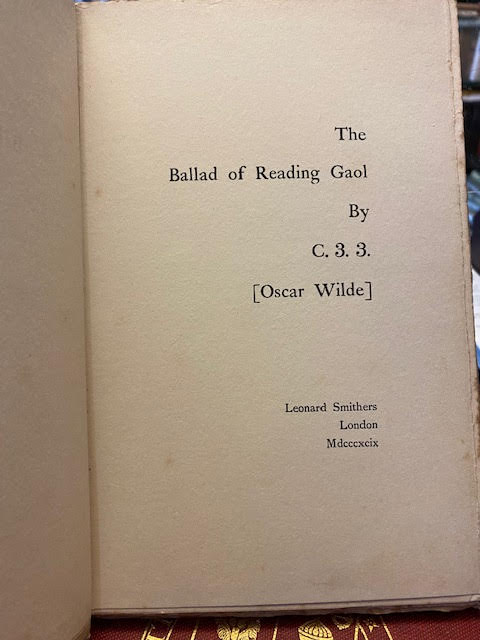 The
Ballad of Reading Gaol
By
C. 3. 3.
[Oscar Wilde]
Leonard Smithers
London
Mdcccxcix